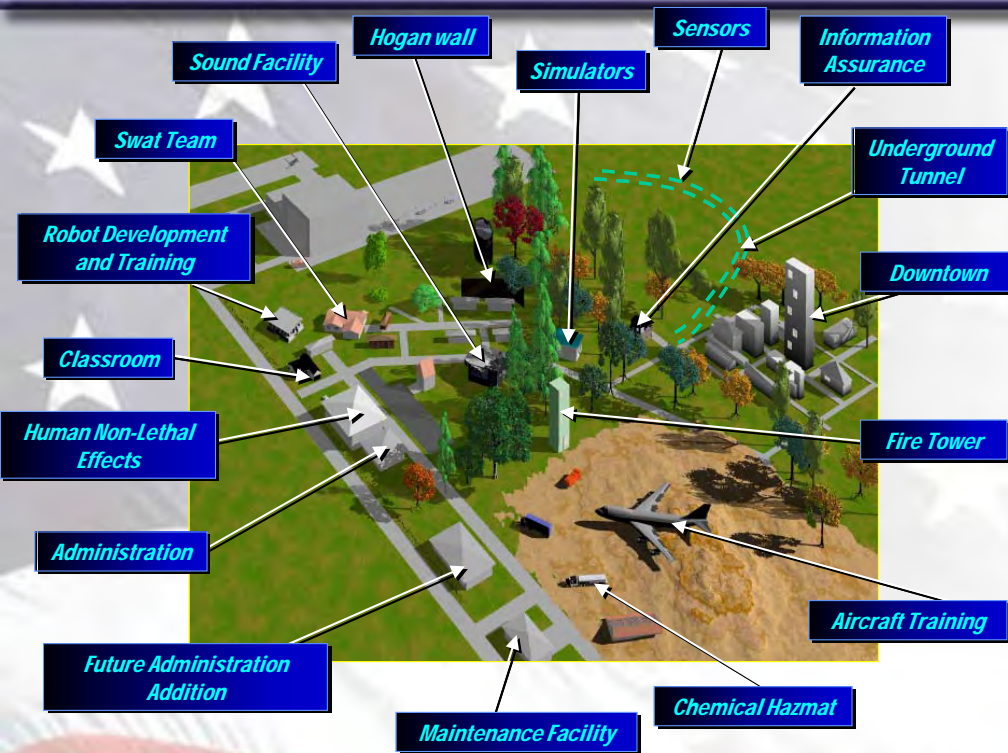 Sensors
Hogan wall
Information
Assurance
Sound Facility
Simulators
Swat Team
Underground
Tunnel
Robot Development
and Training
Downtown
Classroom
Human Non-Lethal
Effects
Fire Tower
Administration
Aircraft Training
Future Administration
Addition
Chemical Hazmat
Maintenance Facility